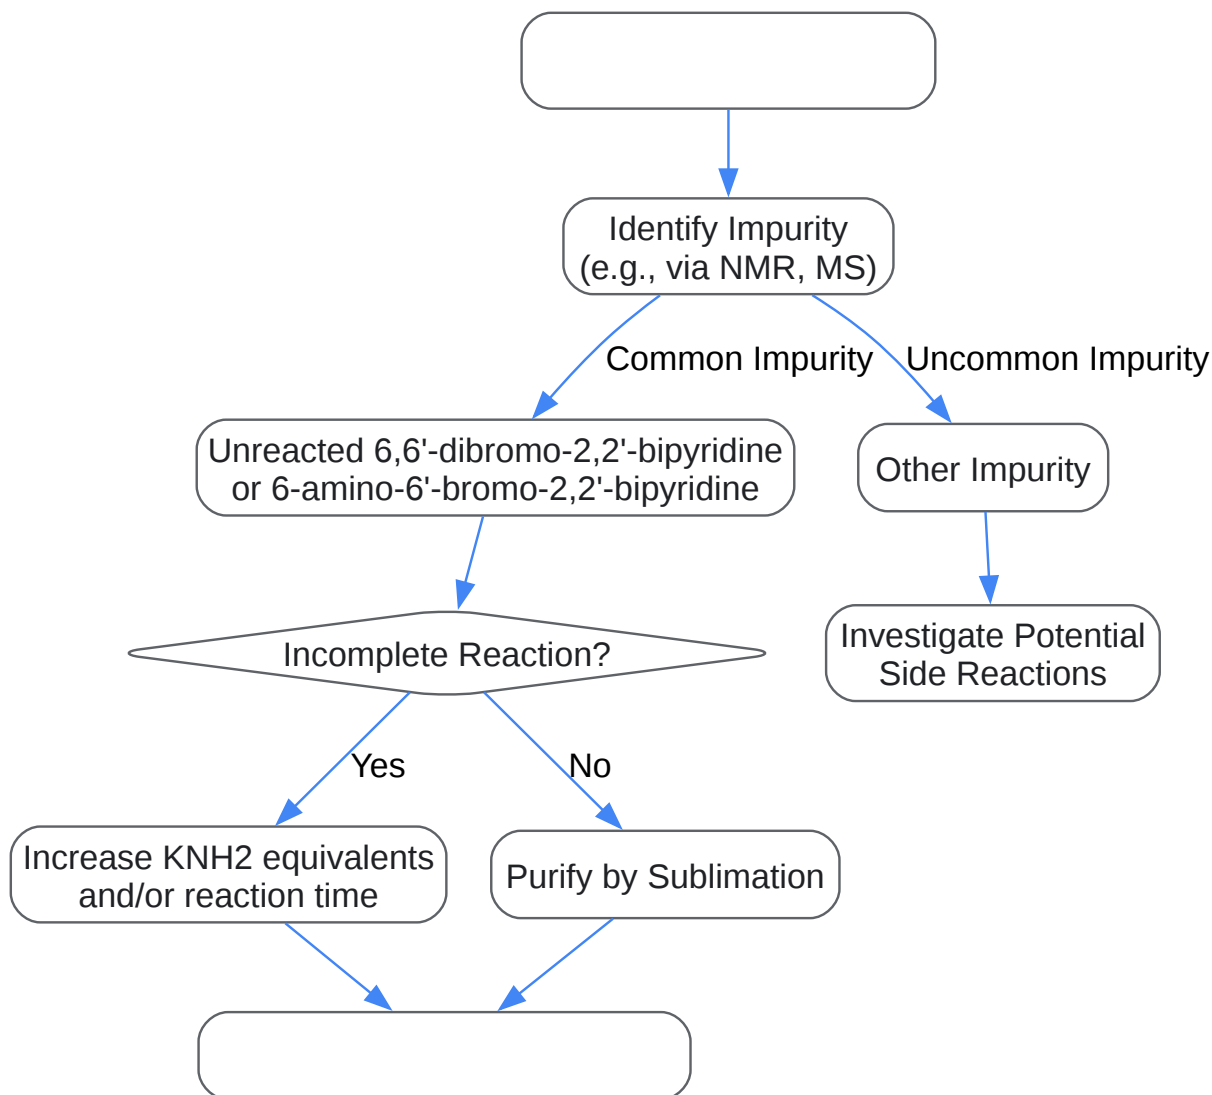 Identify Impurity
(e.g., via NMR, MS)
Common Impurity
Uncommon Impurity
Unreacted 6,6'-dibromo-2,2'-bipyridine
or 6-amino-6'-bromo-2,2'-bipyridine
Other Impurity
Incomplete Reaction?
Investigate Potential
Side Reactions
Yes
No
Increase KNH2 equivalents
and/or reaction time
Purify by Sublimation